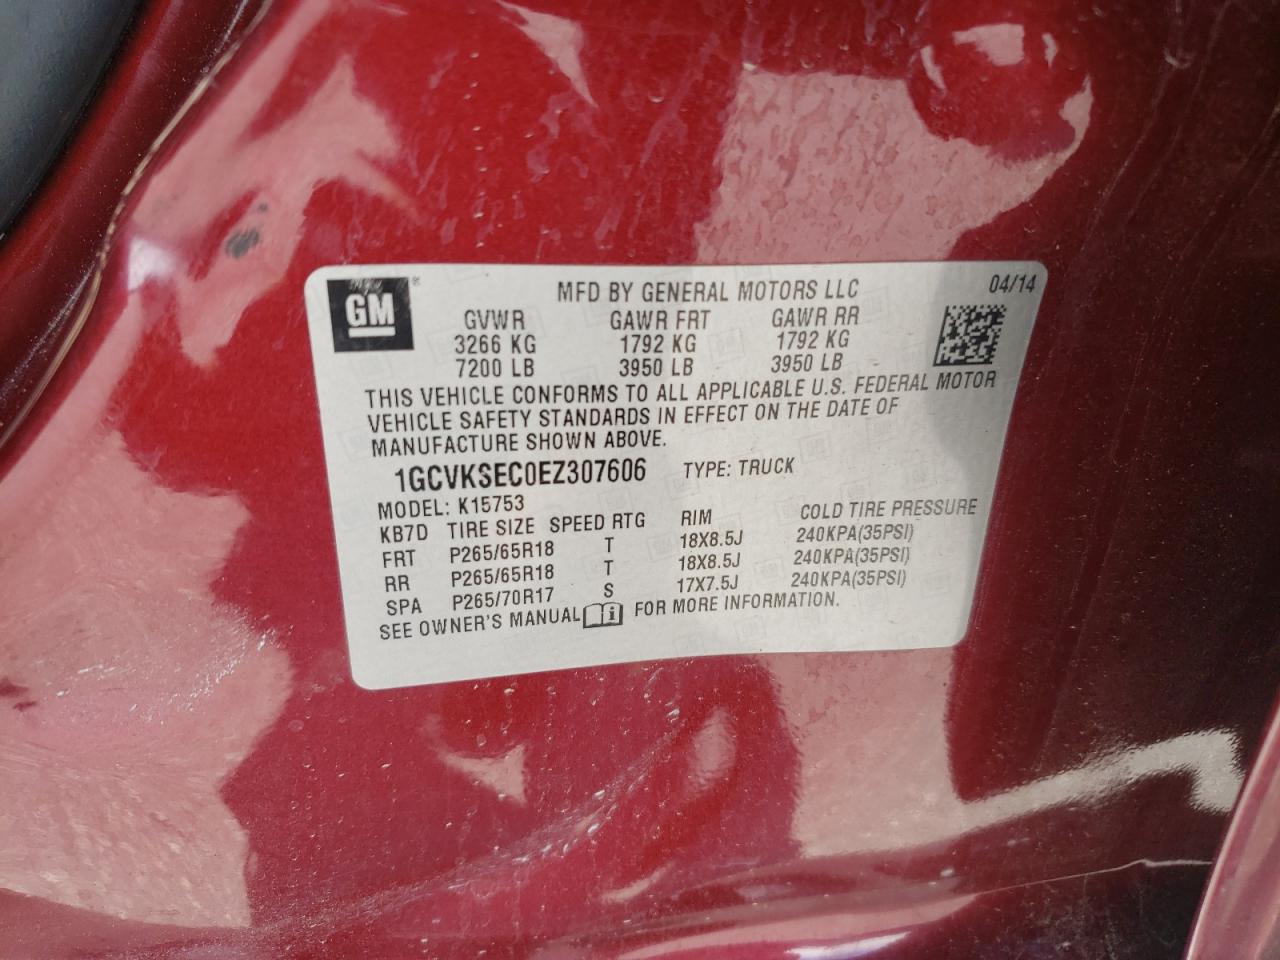 GM
MFD BY GENERAL MOTORS LLC 04/14
GVWR GAWR FRT GAWR RR
3266 KG 1792 KG 1792 KG
7200 LB 3950 LB 3950 LB
THIS VEHICLE CONFORMS TO ALL APPLICABLE U.S. FEDERAL MOTOR
VEHICLE SAFETY STANDARDS IN EFFECT ON THE DATE OF
MANUFACTURE SHOWN ABOVE.
1GCVKSEC0EZ307606 TYPE: TRUCK
MODEL: K15753
KB7D TIRE SIZE SPEED RTG RIM COLD TIRE PRESSURE
FRT P265/65R18 T 18X8.5J 240KPA(35PSI)
RR P265/65R18 T 18X8.5J 240KPA(35PSI)
SPA P265/70R17 S 17X7.5J 240KPA(35PSI)
SEE OWNER'S MANUAL FOR MORE INFORMATION.